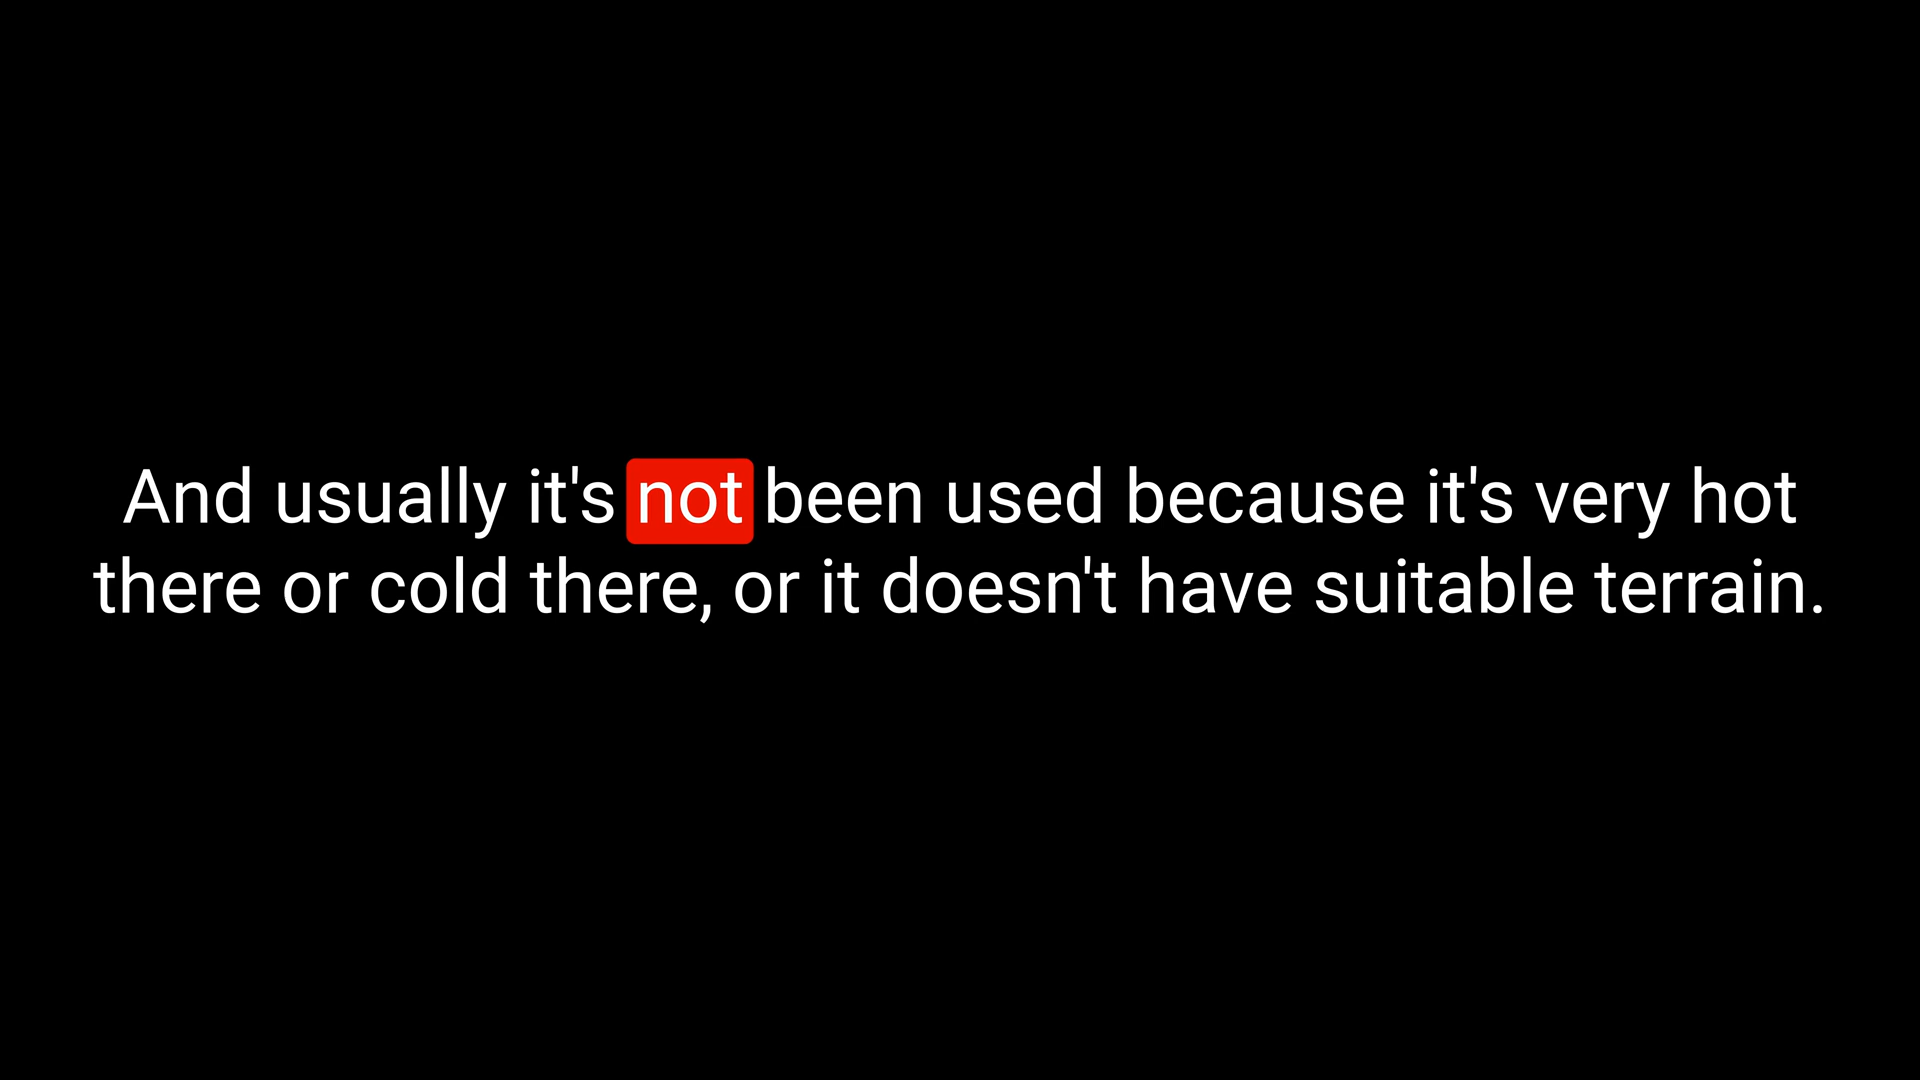 And usually it's not been used because it's very hot
there or cold there, or it doesn't have suitable terrain.